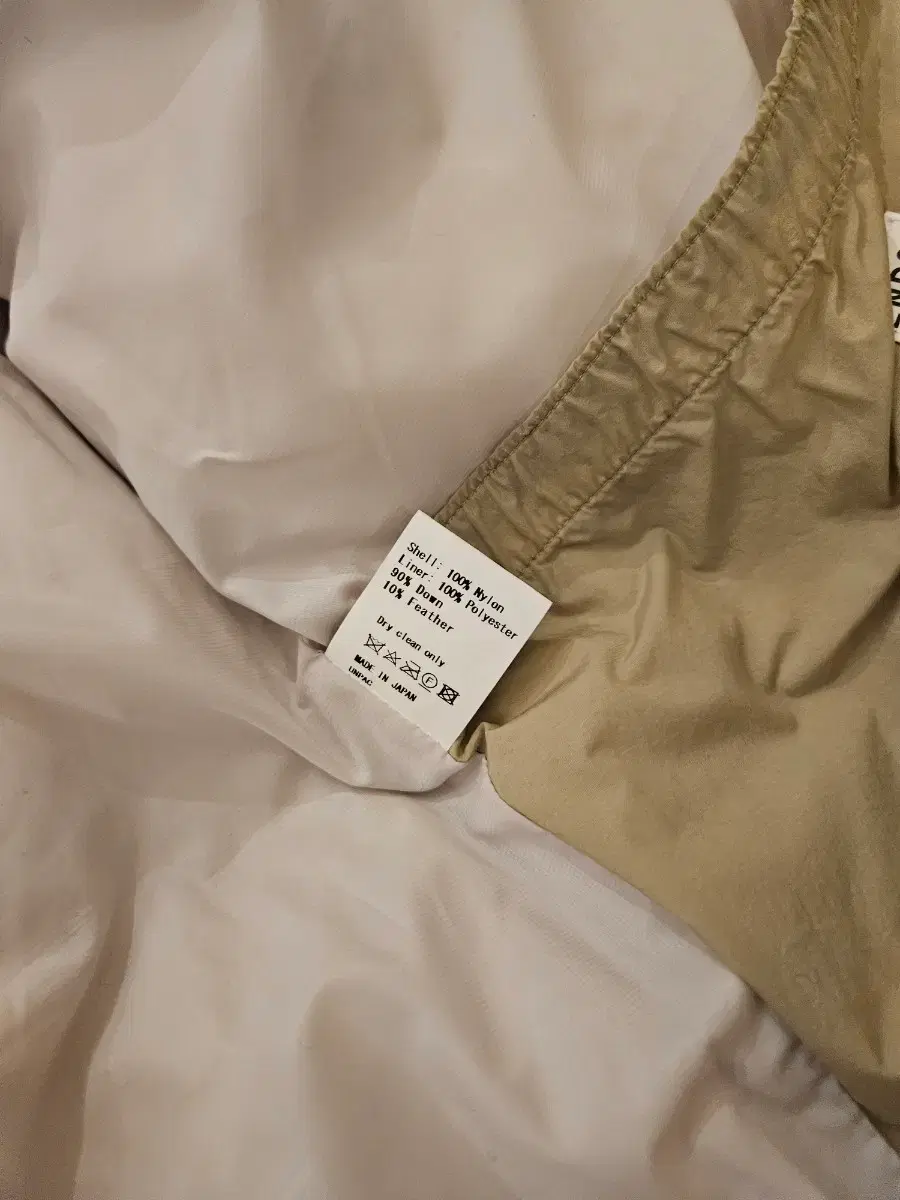 Shell: 100% Nylon
Liner: 100% Polyester
90% Down
10% Feather
Dry clean only
F
MADE IN JAPAN
UNPAC